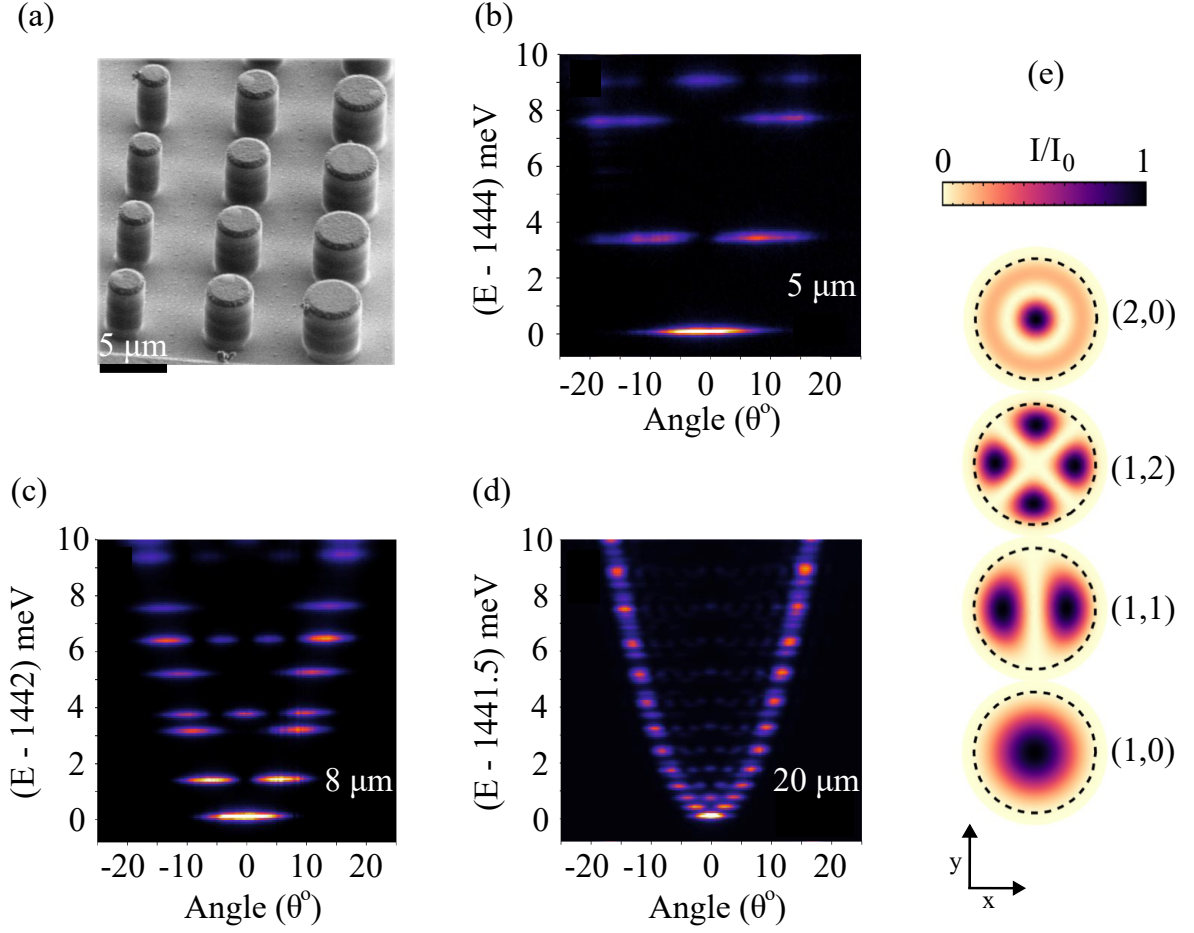 (a)
5 μm
(b)
(E - 1444) meV
10
8
6
4
2
0
5 μm
-20 -10 0 10 20
Angle (θ°)
(c)
(E - 1442) meV
10
8
6
4
2
0
8 μm
-20 -10 0 10 20
Angle (θ°)
(d)
(E - 1441.5) meV
10
8
6
4
2
0
20 μm
-20 -10 0 10 20
Angle (θ°)
(e)
0 I/I₀ 1
(2,0)
(1,2)
(1,1)
(1,0)
y
x